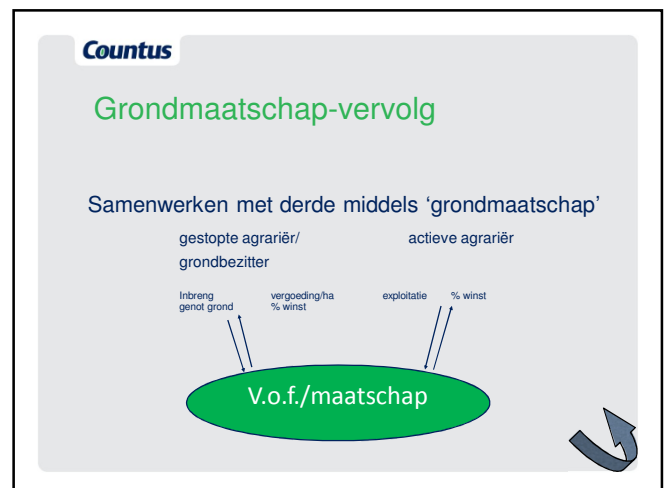 Countus
Grondmaatschap-vervolg
Samenwerken met derde middels ‘grondmaatschap’
gestopte agrariër/
grondbezitter
actieve agrariër
Inbreng
genot grond
vergoeding/ha
% winst
exploitatie
% winst
V.o.f./maatschap